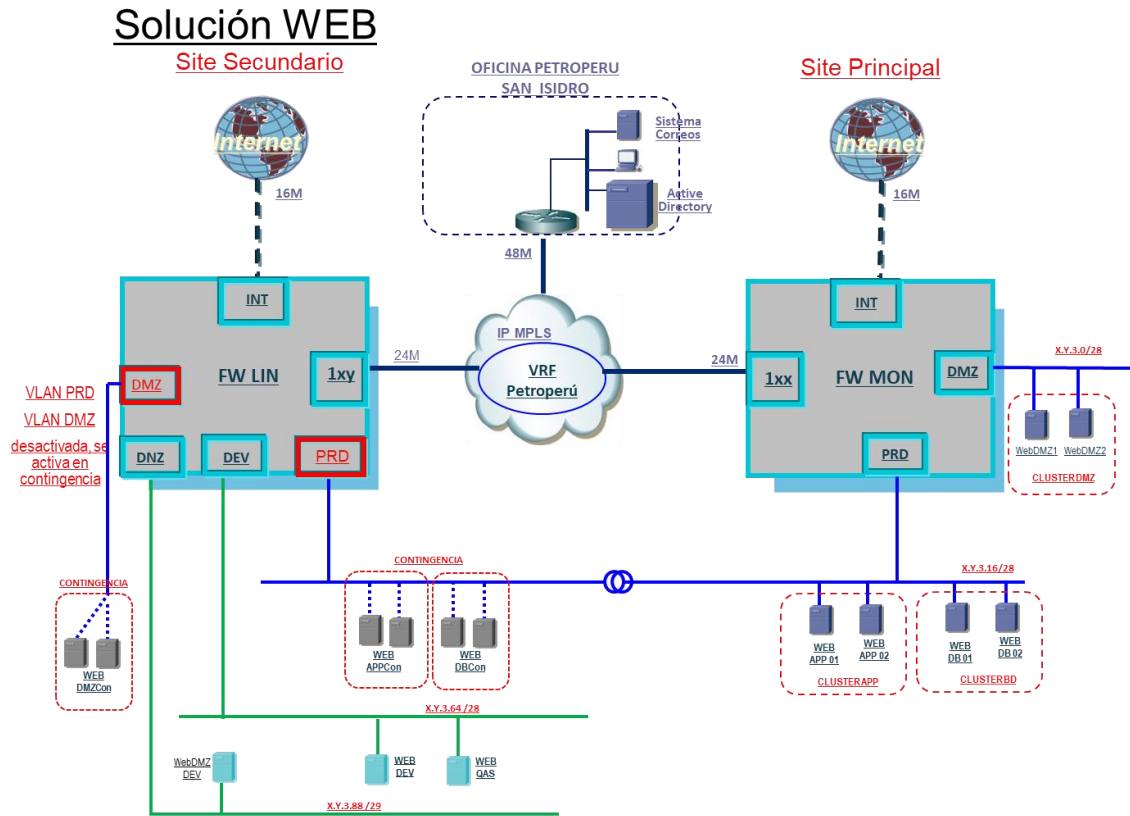 Solución WEB
Site Secundario
OFICINA PETROPERU
SAN ISIDRO
Site Principal
Internet
Sistema
Correos
Active
Directory
Internet
16M
48M
16M
INT
IP MPLS
VRF
Petroperú
24M
24M
INT
DMZ
FW LIN
1xy
1xx
FW MON
DMZ
X.Y.3.0/28
VLAN PRD
VLAN DMZ
desactivada, se
activa en
contingencia
DNZ
DEV
PRD
PRD
WebDMZ1
WebDMZ2
CLUSTERDMZ
CONTINGENCIA
CONTINGENCIA
X.Y.3.16/28
WEB
DMZCon
WEB
APPCon
WEB
DBCon
WEB
APP 01
WEB
APP 02
WEB
DB 01
WEB
DB 02
CLUSTERAPP
CLUSTERBD
X.Y.3.64 /28
WebDMZ
DEV
WEB
DEV
WEB
QAS
X.Y.3.88 /29